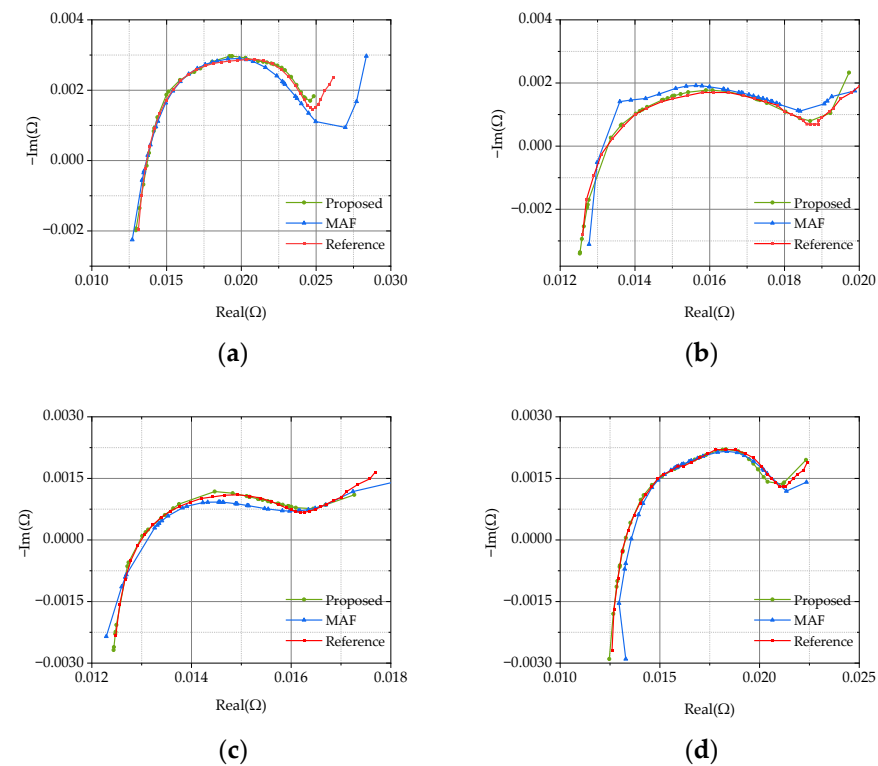 0.004
0.002
0.000
−0.002
−Im(Ω)
Proposed
MAF
Reference
0.010 0.015 0.020 0.025 0.030
Real(Ω)
(a)
0.004
0.002
0.000
−0.002
−Im(Ω)
Proposed
MAF
Reference
0.012 0.014 0.016 0.018 0.020
Real(Ω)
(b)
0.0030
0.0015
0.0000
−0.0015
−0.0030
−Im(Ω)
Proposed
MAF
Reference
0.012 0.014 0.016 0.018
Real(Ω)
(c)
0.0030
0.0015
0.0000
−0.0015
−0.0030
−Im(Ω)
Proposed
MAF
Reference
0.010 0.015 0.020 0.025
Real(Ω)
(d)